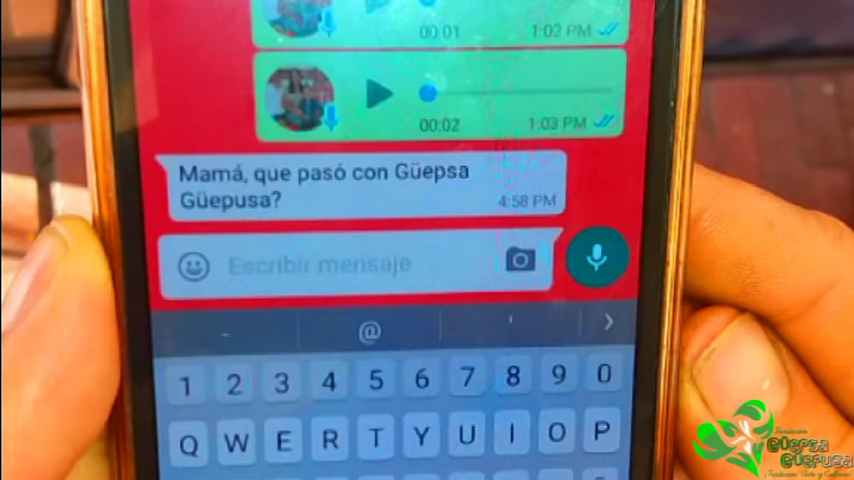 00:01 1:02 PM
00:02 1:03 PM
Mamá, que pasó con Güepsa
Güepusa?
4:58 PM
Escribir mensaje
- @ '
1 2 3 4 5 6 7 8 9 0
Q W E R T Y U I O P
Fundación
Güepsa
Güepusa